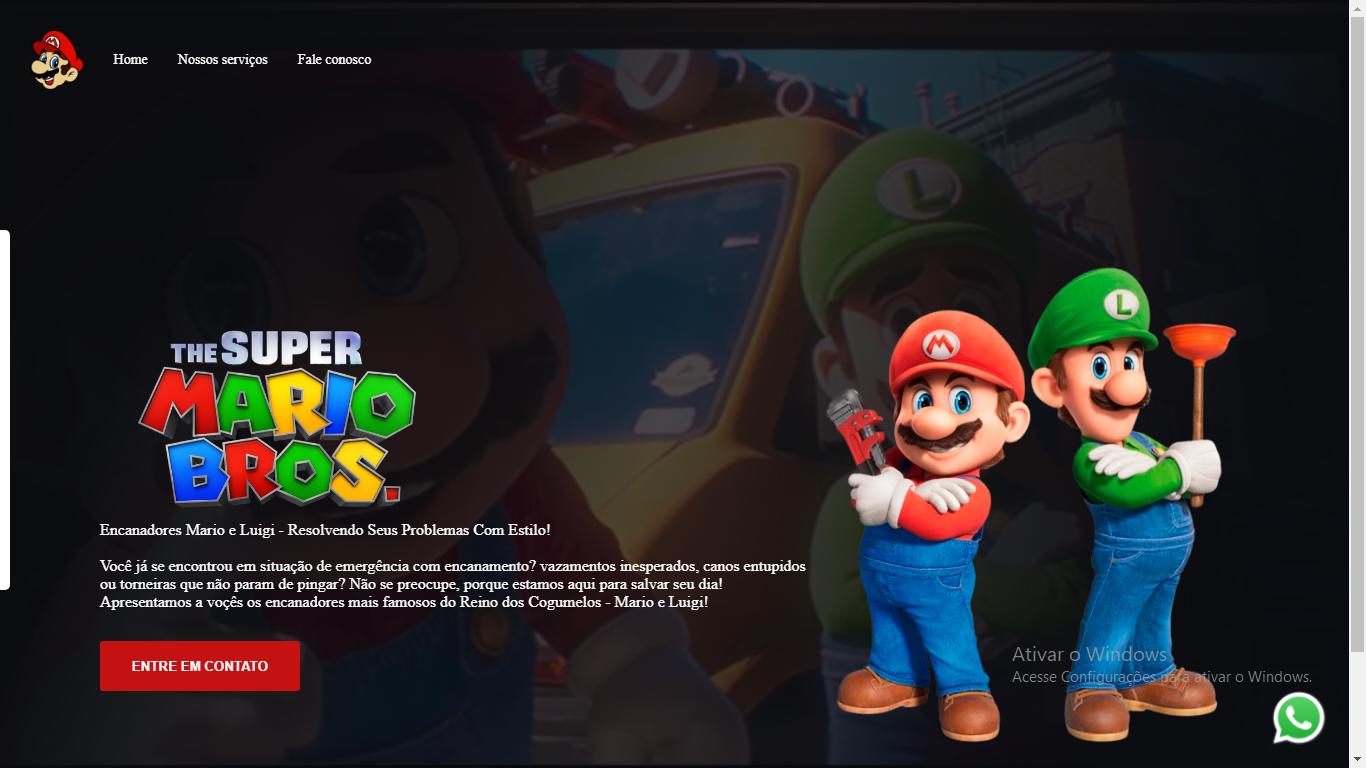 Home
Nossos serviços
Fale conosco
THE SUPER
MARIO
BROS.
Encanadores Mario e Luigi - Resolvendo Seus Problemas Com Estilo!
Você já se encontrou em situação de emergência com encanamento? vazamentos inesperados, canos entupidos
ou torneiras que não param de pingar? Não se preocupe, porque estamos aqui para salvar seu dia!
Apresentamos a voçês os encanadores mais famosos do Reino dos Cogumelos - Mario e Luigi!
ENTRE EM CONTATO
M
L
M
L
Ativar o Windows
Acesse Configurações para ativar o Windows.